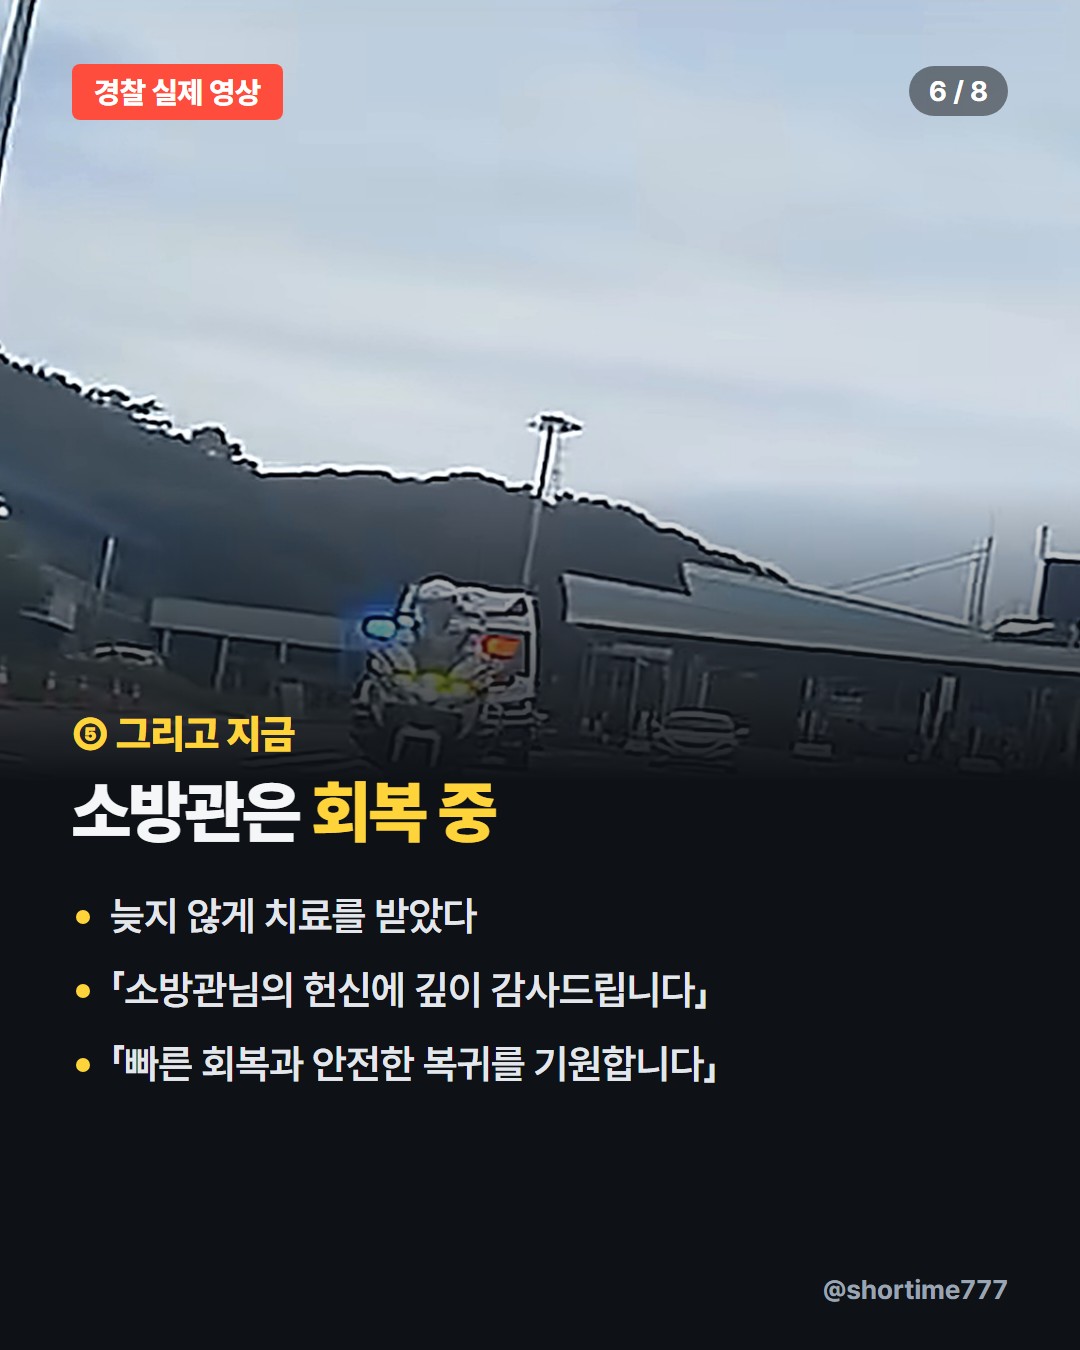 경찰 실제 영상
6 / 8
⑤ 그리고 지금
소방관은 회복 중
• 늦지 않게 치료를 받았다
• 「소방관님의 헌신에 깊이 감사드립니다」
• 「빠른 회복과 안전한 복귀를 기원합니다」
@shortime777